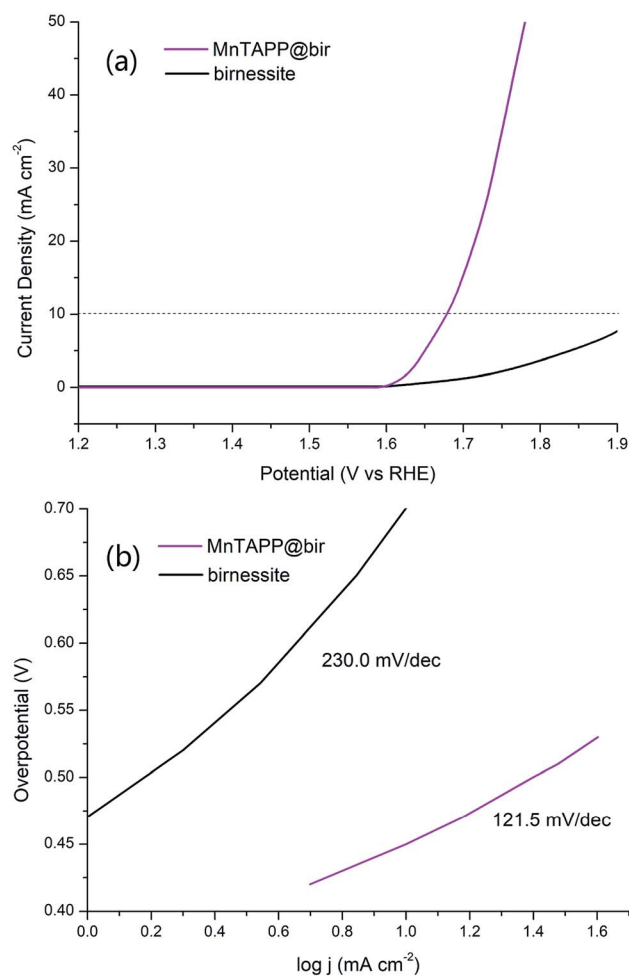 (a)
MnTAPP@bir
birnessite
Current Density (mA cm⁻²)
50
40
30
20
10
0
1.2 1.3 1.4 1.5 1.6 1.7 1.8 1.9
Potential (V vs RHE)
(b)
MnTAPP@bir
birnessite
230.0 mV/dec
121.5 mV/dec
Overpotential (V)
0.70
0.65
0.60
0.55
0.50
0.45
0.40
0.0 0.2 0.4 0.6 0.8 1.0 1.2 1.4 1.6
log j (mA cm⁻²)